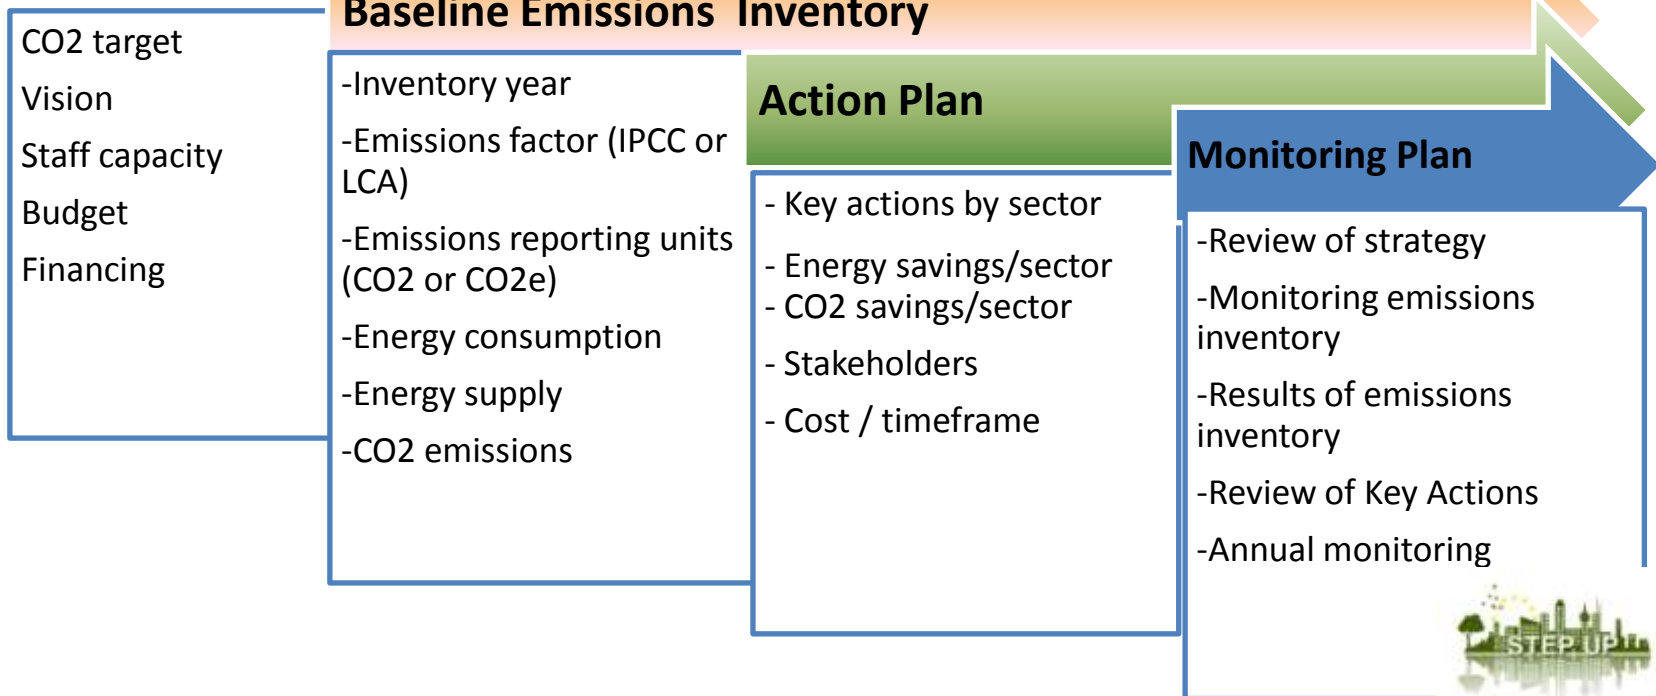 Baseline Emissions Inventory
CO2 target
Vision
Staff capacity
Budget
Financing
-Inventory year
-Emissions factor (IPCC or
LCA)
-Emissions reporting units
(CO2 or CO2e)
-Energy consumption
-Energy supply
-CO2 emissions
Action Plan
- Key actions by sector
- Energy savings/sector
- CO2 savings/sector
- Stakeholders
- Cost / timeframe
Monitoring Plan
-Review of strategy
-Monitoring emissions
inventory
-Results of emissions
inventory
-Review of Key Actions
-Annual monitoring
STEP UP